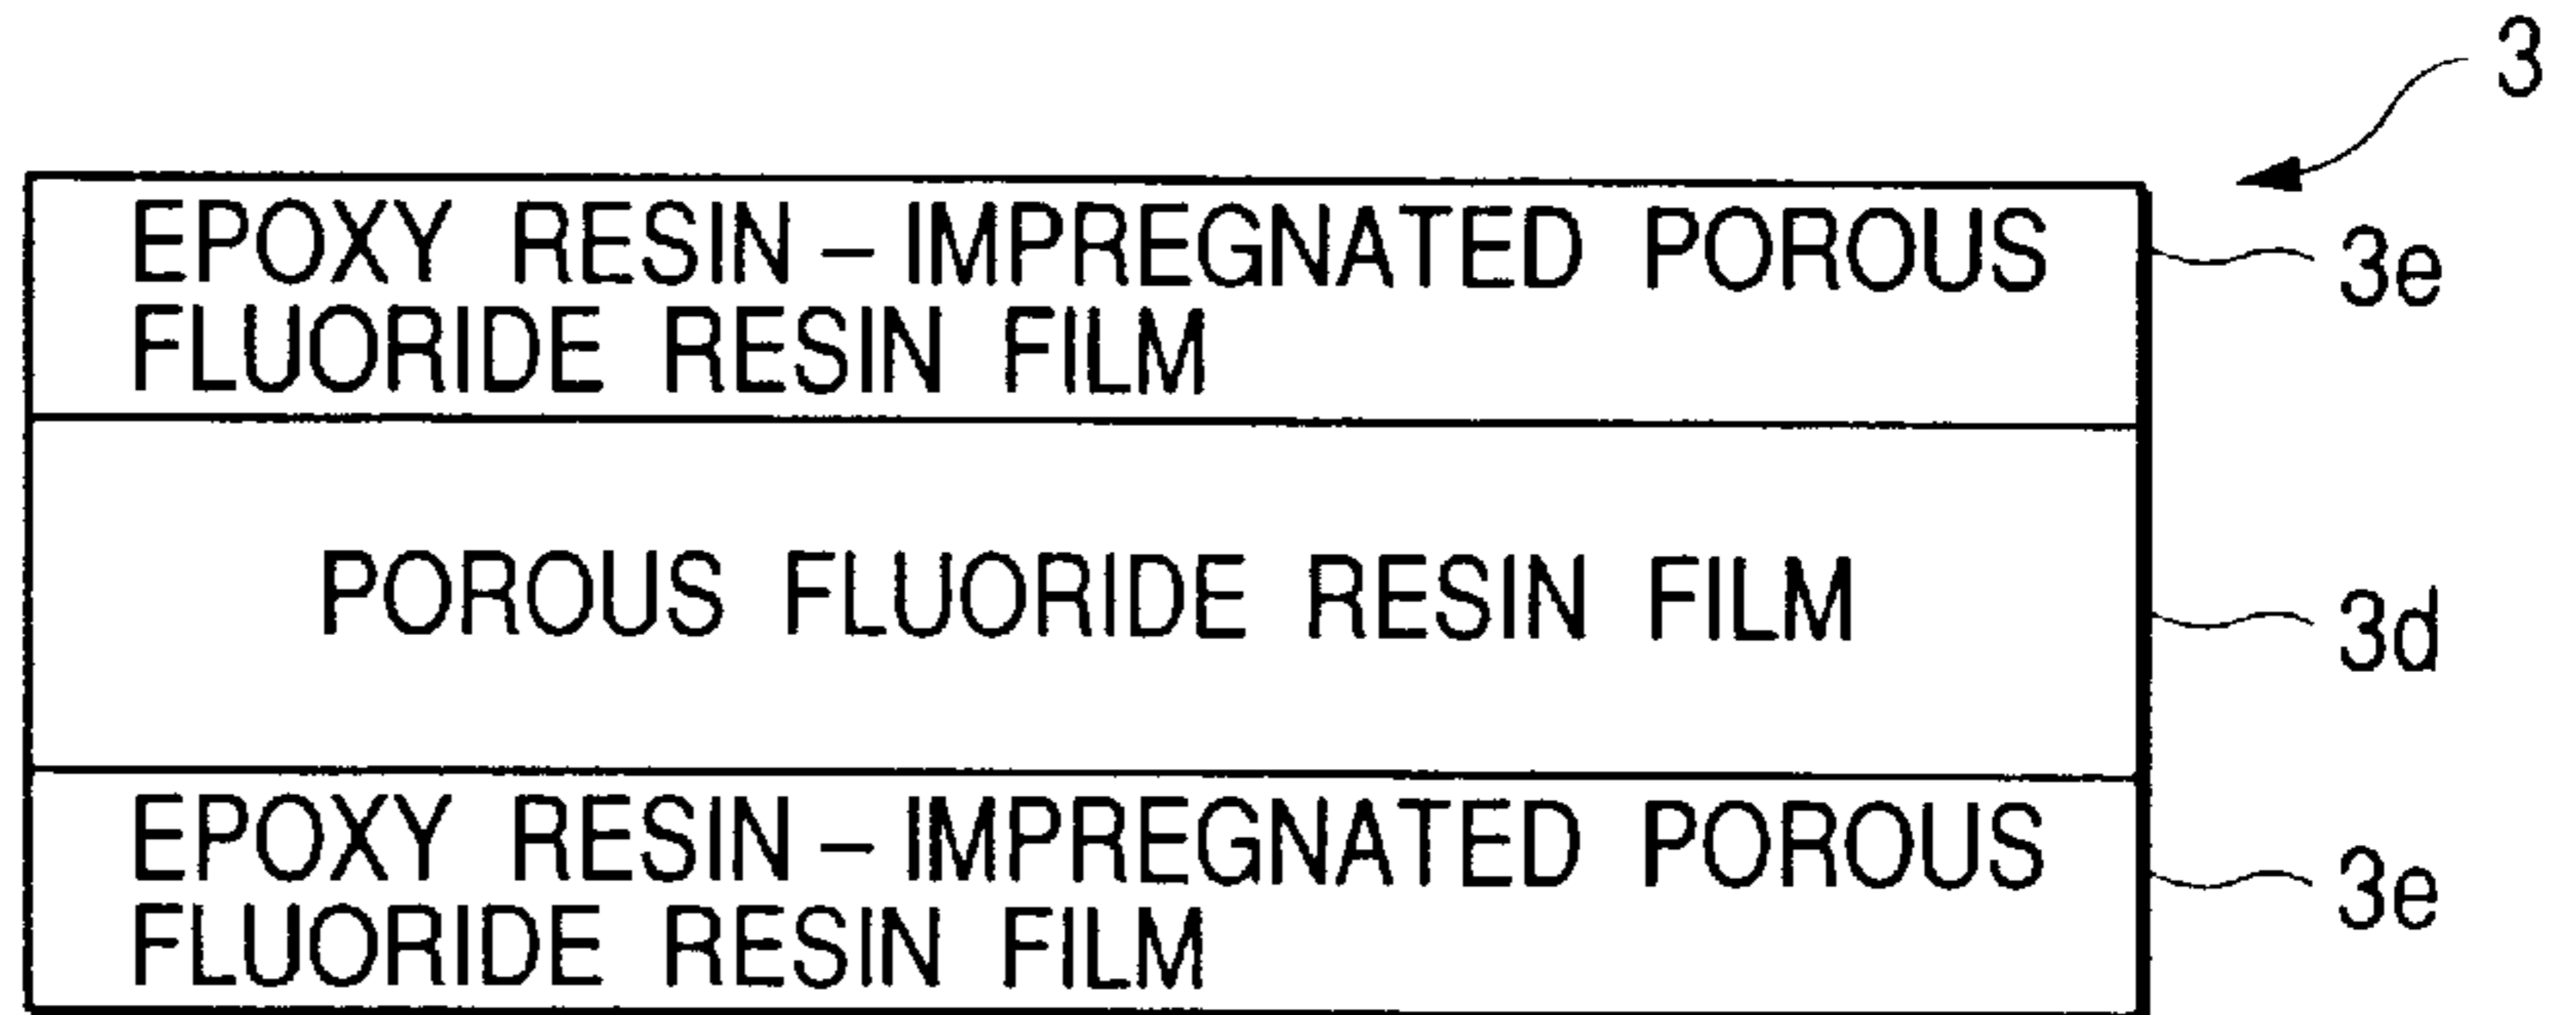 3
EPOXY RESIN-IMPREGNATED POROUS
FLUORIDE RESIN FILM
3e
POROUS FLUORIDE RESIN FILM
3d
EPOXY RESIN-IMPREGNATED POROUS
FLUORIDE RESIN FILM
3e